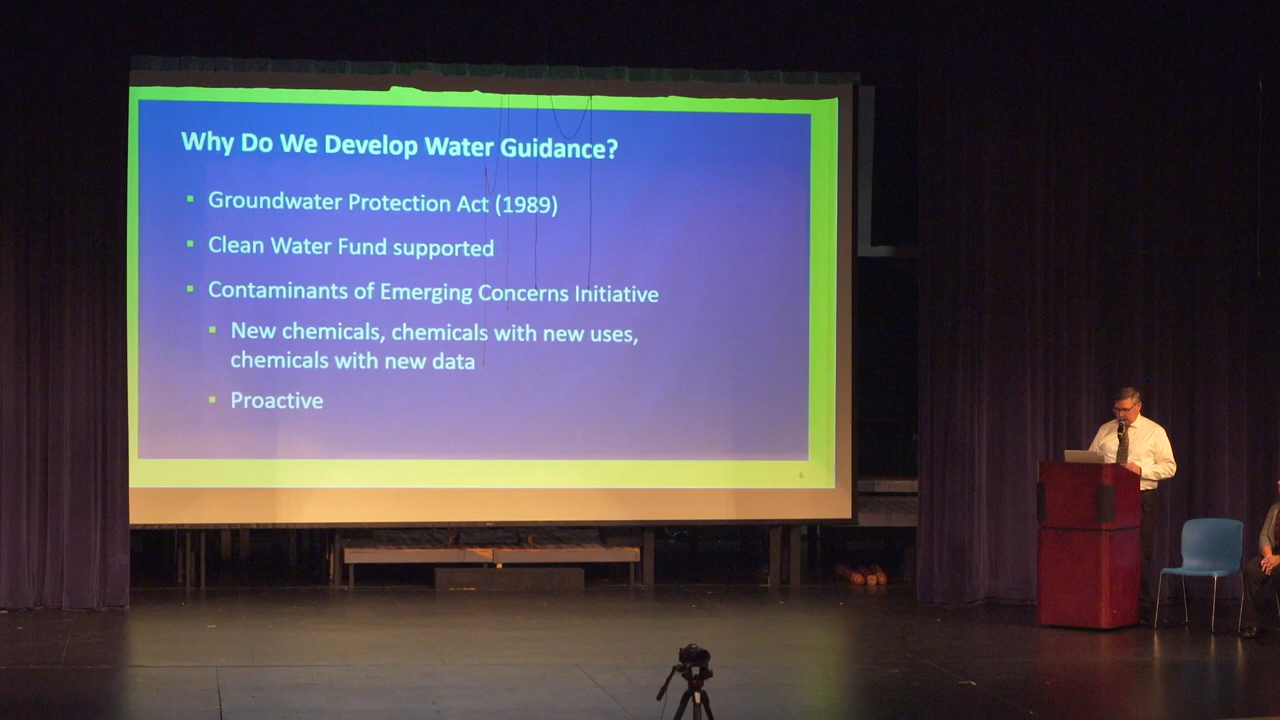 Why Do We Develop Water Guidance?
Groundwater Protection Act (1989)
Clean Water Fund supported
Contaminants of Emerging Concerns Initiative
New chemicals, chemicals with new uses,
chemicals with new data
Proactive